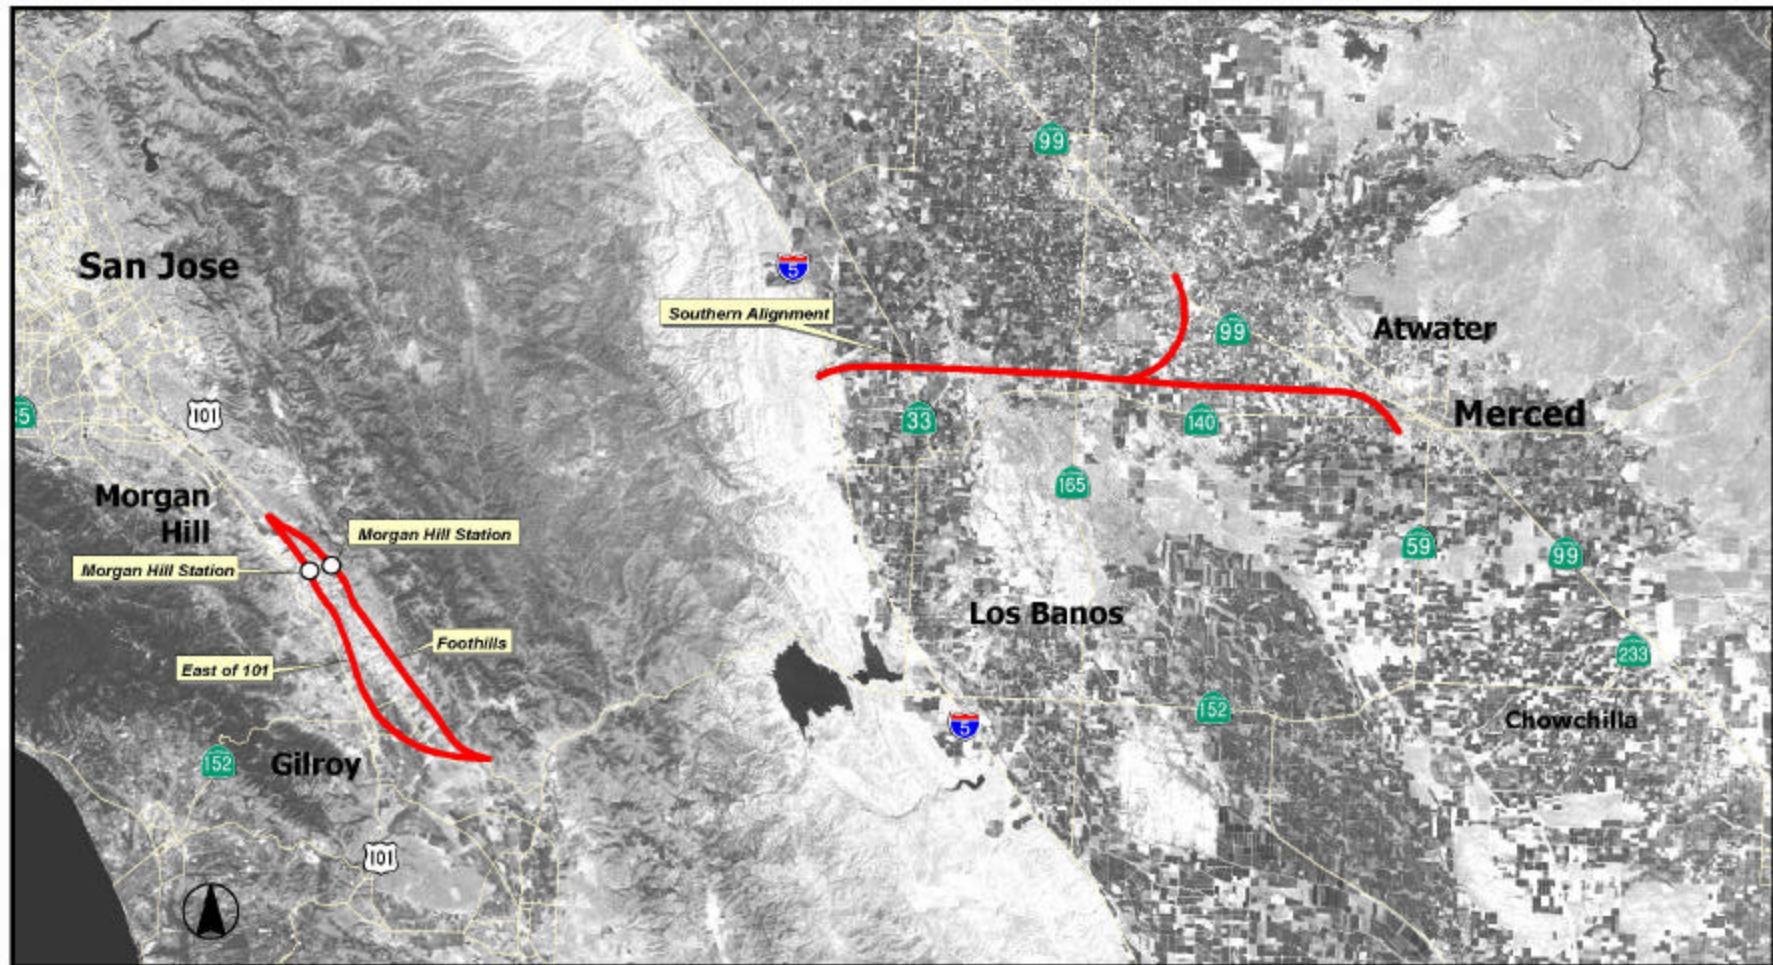 99
San Jose
5
Southern Alignment
99
Atwater
101
33
140
Merced
165
Morgan
Hill
Morgan Hill Station
Morgan Hill Station
59
99
Los Banos
Foothills
East of 101
233
152
5
Chowchilla
152
Gilroy
101